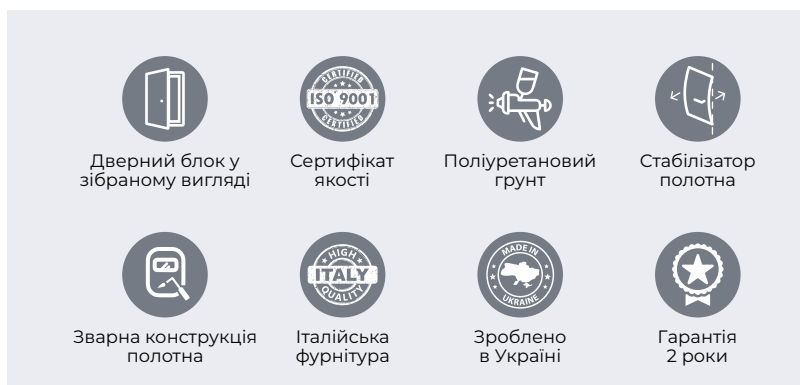 CERTIFIED
ISO 9001
CERTIFIED
Дверний блок у
зібраному вигляді
Сертифікат
якості
Поліуретановий
грунт
Стабілізатор
полотна
HIGH
ITALY
QUALITY
MADE IN
UKRAINE
Зварна конструкція
полотна
Італійська
фурнітура
Зроблено
в Україні
Гарантія
2 роки